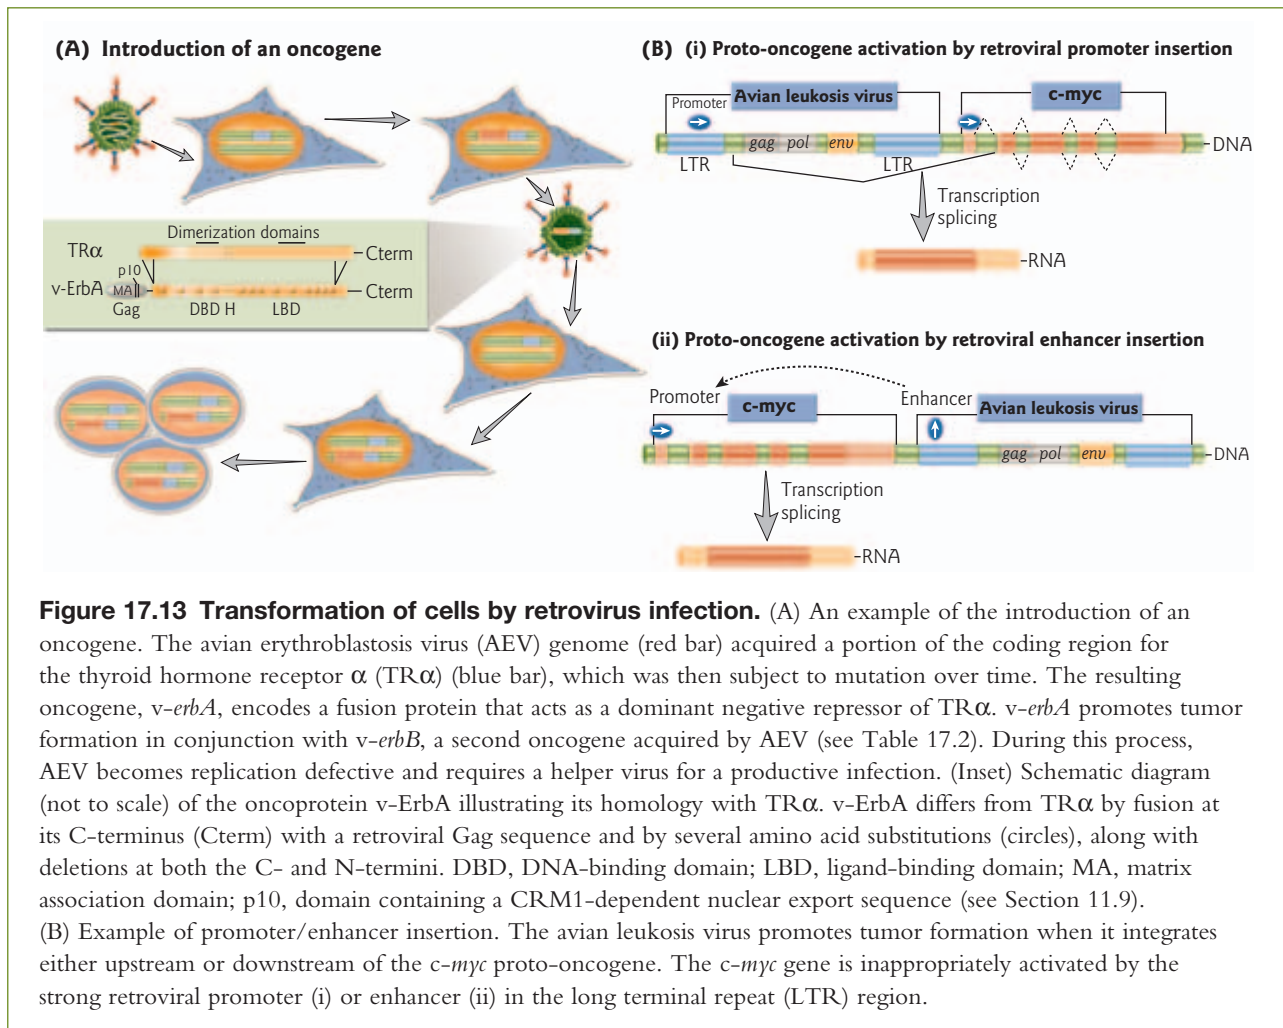 (A) Introduction of an oncogene
Dimerization domains
TRα
Cterm
p10
v-ErbA
MA
Cterm
Gag
DBD H
LBD
(B) (i) Proto-oncogene activation by retroviral promoter insertion
Promoter
Avian leukosis virus
c-myc
gag pol env
DNA
LTR
LTR
Transcription
splicing
-RNA
(ii) Proto-oncogene activation by retroviral enhancer insertion
Promoter
c-myc
Enhancer
Avian leukosis virus
gag pol env
DNA
Transcription
splicing
-RNA
Figure 17.13 Transformation of cells by retrovirus infection. (A) An example of the introduction of an
oncogene. The avian erythroblastosis virus (AEV) genome (red bar) acquired a portion of the coding region for
the thyroid hormone receptor α (TRα) (blue bar), which was then subject to mutation over time. The resulting
oncogene, v-erbA, encodes a fusion protein that acts as a dominant negative repressor of TRα. v-erbA promotes tumor
formation in conjunction with v-erbB, a second oncogene acquired by AEV (see Table 17.2). During this process,
AEV becomes replication defective and requires a helper virus for a productive infection. (Inset) Schematic diagram
(not to scale) of the oncoprotein v-ErbA illustrating its homology with TRα. v-ErbA differs from TRα by fusion at
its C-terminus (Cterm) with a retroviral Gag sequence and by several amino acid substitutions (circles), along with
deletions at both the C- and N-termini. DBD, DNA-binding domain; LBD, ligand-binding domain; MA, matrix
association domain; p10, domain containing a CRM1-dependent nuclear export sequence (see Section 11.9).
(B) Example of promoter/enhancer insertion. The avian leukosis virus promotes tumor formation when it integrates
either upstream or downstream of the c-myc proto-oncogene. The c-myc gene is inappropriately activated by the
strong retroviral promoter (i) or enhancer (ii) in the long terminal repeat (LTR) region.